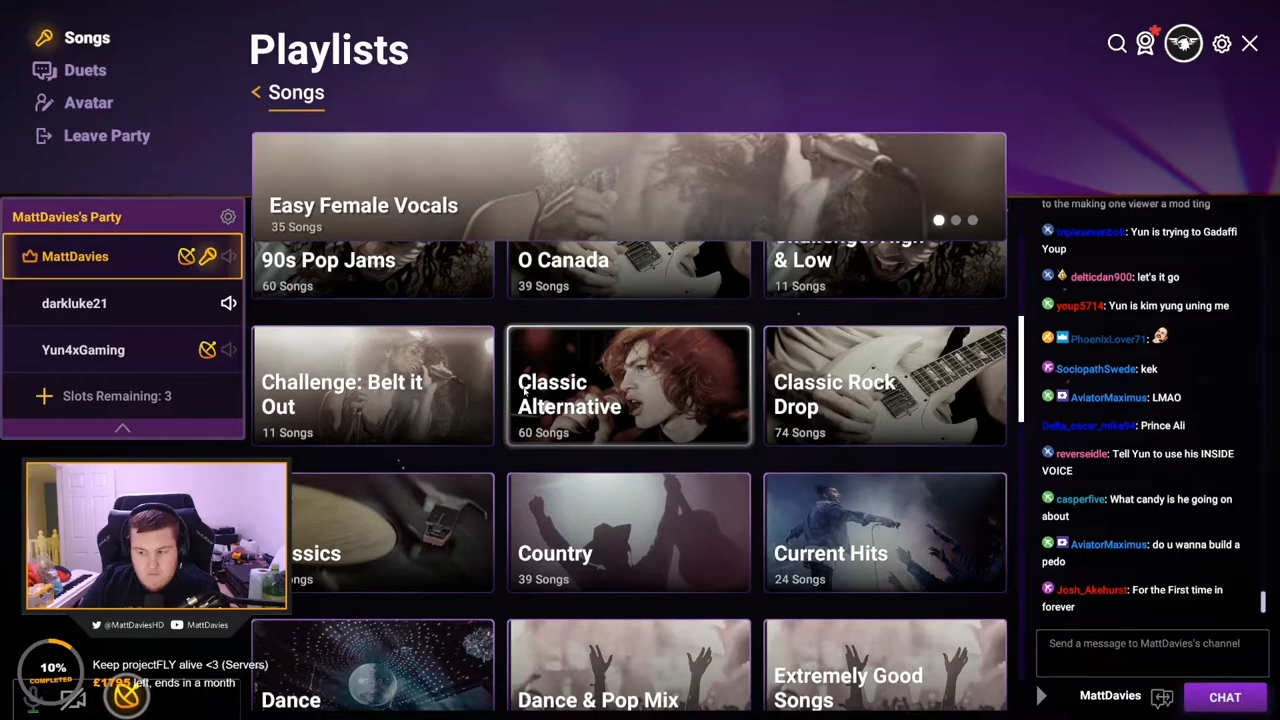 Songs
Duets
Avatar
Leave Party
Playlists
Songs
Easy Female Vocals
35 Songs
90s Pop Jams
60 Songs
O Canada
39 Songs
Challenge: High
& Low
11 Songs
Challenge: Belt it
Out
11 Songs
Classic
Alternative
60 Songs
Classic Rock
Drop
74 Songs
ssics
ngs
Country
39 Songs
Current Hits
24 Songs
Dance
Dance & Pop Mix
Extremely Good
Songs
MattDavies's Party
MattDavies
darkluke21
Yun4xGaming
Slots Remaining: 3
@MattDaviesHD MattDavies
10%
COMPLETED
Keep projectFLY alive <3 (Servers)
£1795 left, ends in a month
to the making one viewer a mod ting
triplesevenbob: Yun is trying to Gadaffi
Youp
delticdan900: let's it go
youp5714: Yun is kim yung uning me
PhoenixLover71:
SociopathSwede: kek
AviatorMaximus: LMAO
Delta_oscar_mike94: Prince Ali
reverseidle: Tell Yun to use his INSIDE
VOICE
casperfive: What candy is he going on
about
AviatorMaximus: do u wanna build a
pedo
Josh_Akehurst: For the First time in
forever
Send a message to MattDavies's channel
MattDavies
CHAT